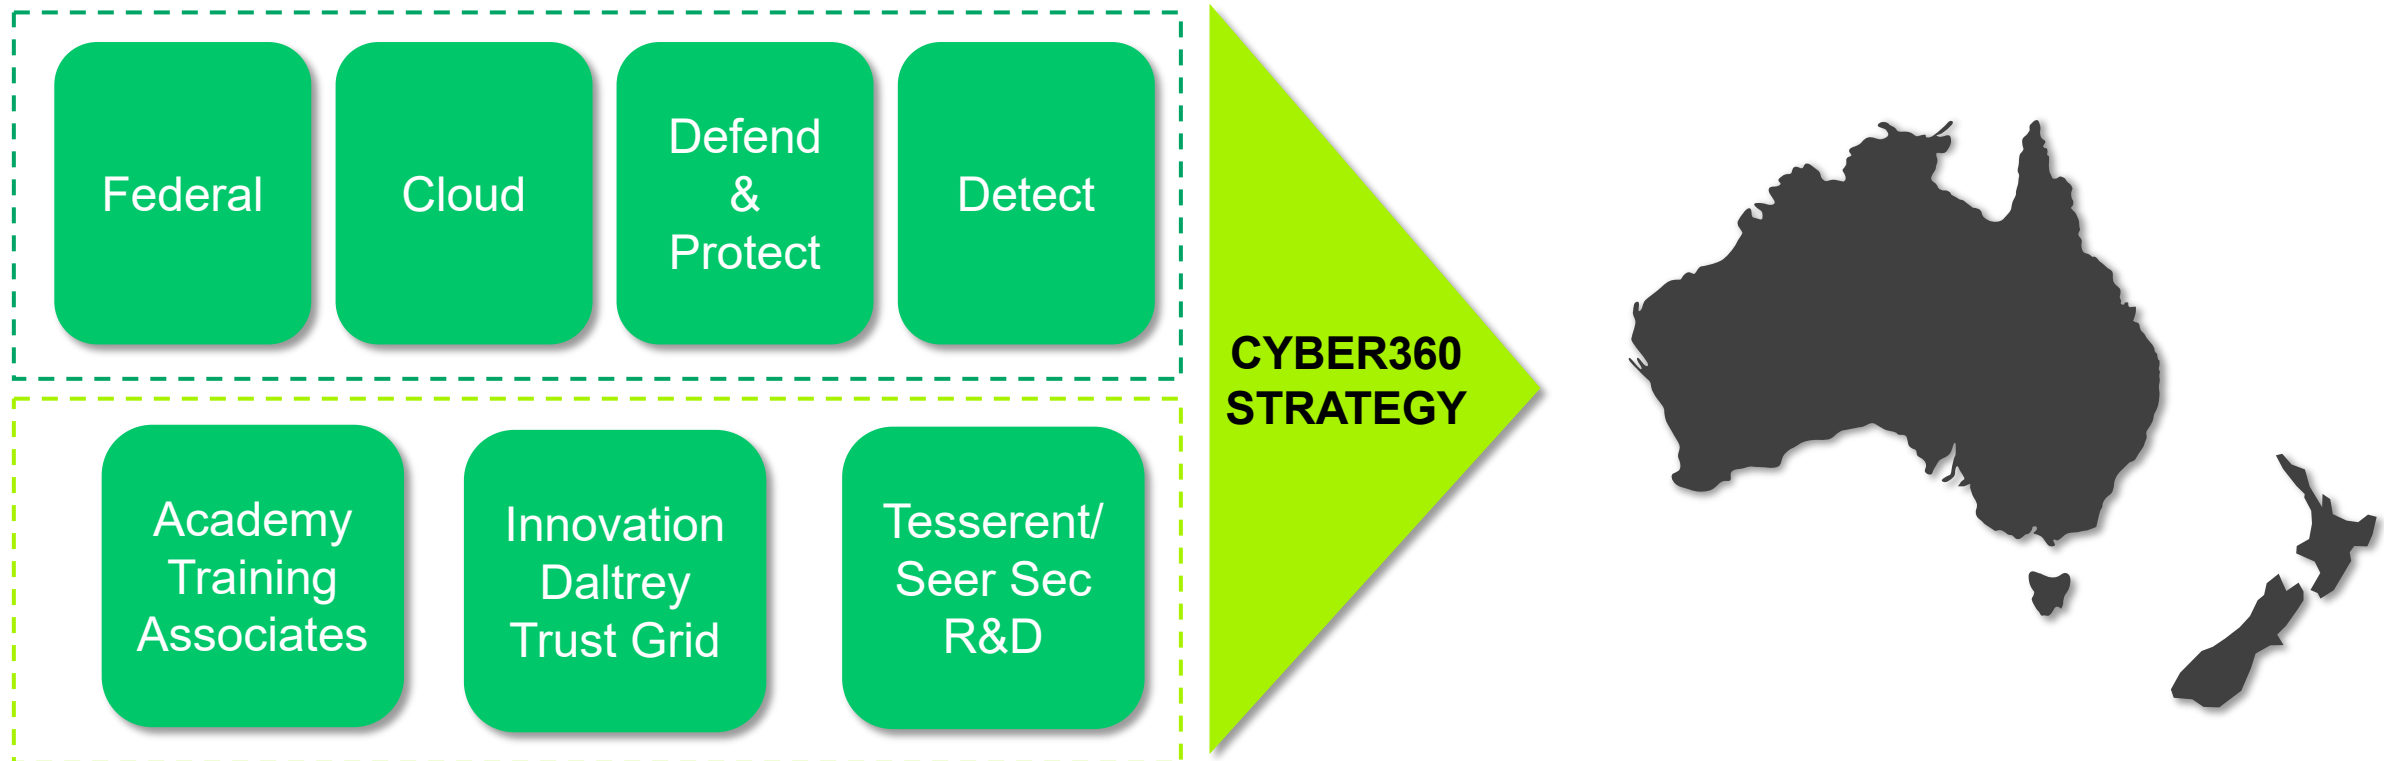 Federal
Cloud
Defend
&
Protect
Detect
CYBER360
STRATEGY
Academy
Training
Associates
Innovation
Daltrey
Trust Grid
Tesserent/
Seer Sec
R&D